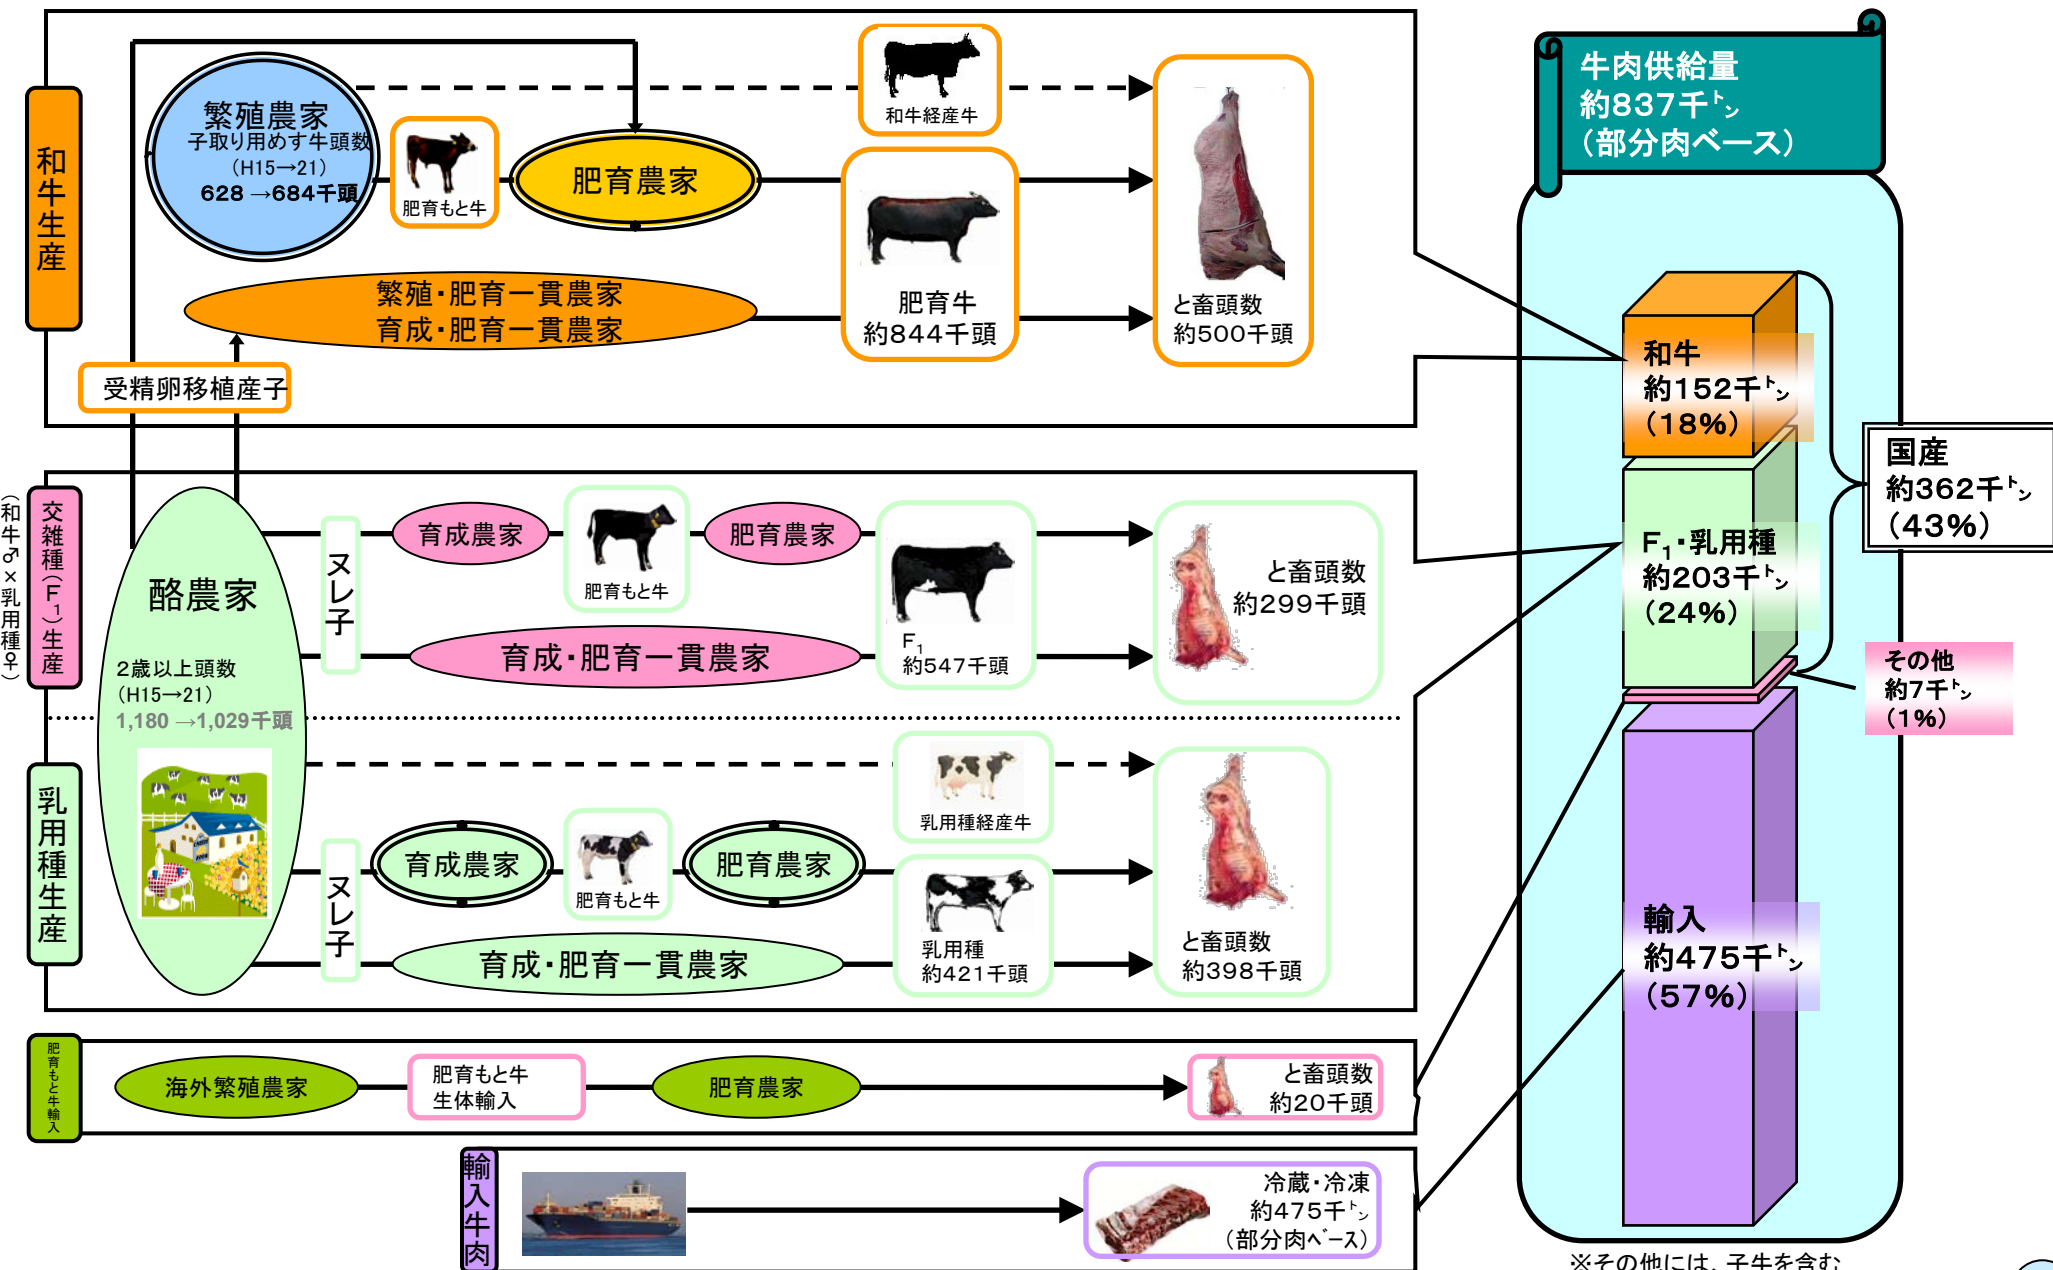 和牛生産
繁殖農家
子取り用めす牛頭数
(H15→21)
628 →684千頭
肥育もと牛
肥育農家
和牛経産牛
肥育牛
約844千頭
と畜頭数
約500千頭
繁殖・肥育一貫農家
育成・肥育一貫農家
受精卵移植産子
交雑種(F1)生産
(和牛♂×乳用種♀)
酪農家
2歳以上頭数
(H15→21)
1,180 →1,029千頭
ヌレ子
育成農家
肥育もと牛
肥育農家
育成・肥育一貫農家
F1
約547千頭
と畜頭数
約299千頭
乳用種生産
ヌレ子
育成農家
肥育もと牛
肥育農家
育成・肥育一貫農家
乳用種経産牛
乳用種
約421千頭
と畜頭数
約398千頭
肥育もと牛輸入
海外繁殖農家
肥育もと牛
生体輸入
肥育農家
と畜頭数
約20千頭
輸入牛肉
冷蔵・冷凍
約475千トン
(部分肉ベース)
牛肉供給量
約837千トン
(部分肉ベース)
和牛
約152千トン
(18%)
F1・乳用種
約203千トン
(24%)
国産
約362千トン
(43%)
その他
約7千トン
(1%)
輸入
約475千トン
(57%)
※その他には、子牛を含む